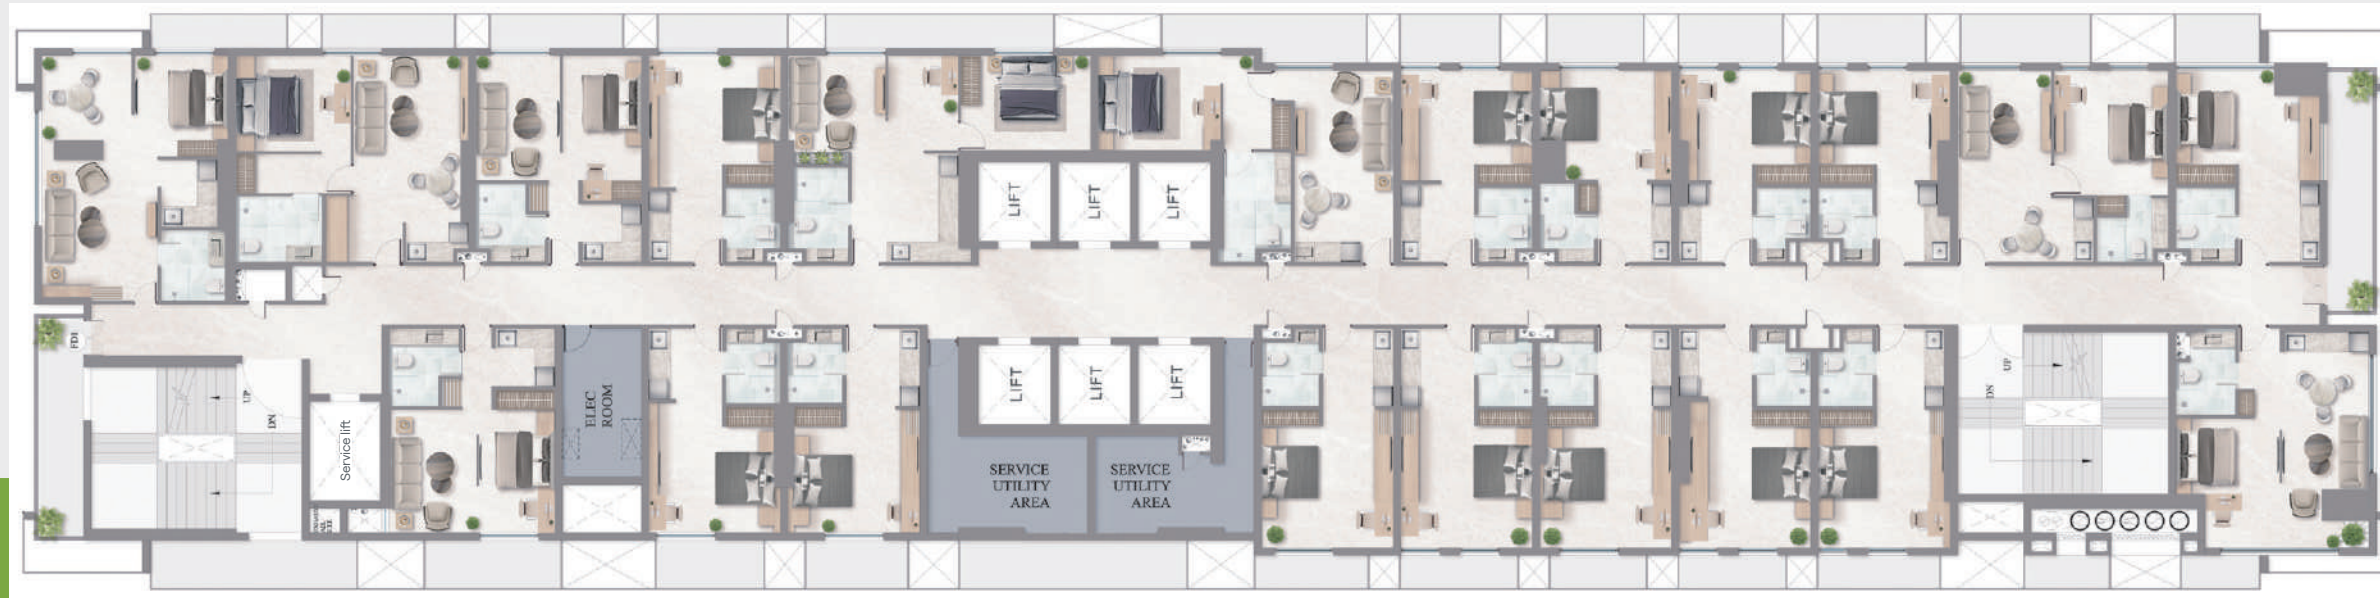 LIFT
LIFT
LIFT
FDI
UP
DN
Service lift
ELEC
ROOM
LIFT
LIFT
LIFT
SERVICE
UTILITY
AREA
SERVICE
UTILITY
AREA
UP
DN